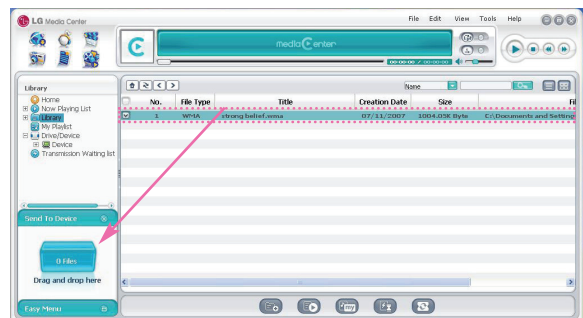 LG Media Center
File Edit View Tools Help
media Center
00:00:00 / 00:00:00
Library
Home
Now Playing List
Library
My Playlist
Drive/Device
Device
Transmission Waiting list
Name
No. File Type Title Creation Date Size Fil
1 WMA strong belief.wma 07/11/2007 1004.05K Byte C:\Documents and Setting
Send To Device
0 Files
Drag and drop here
Easy Menu